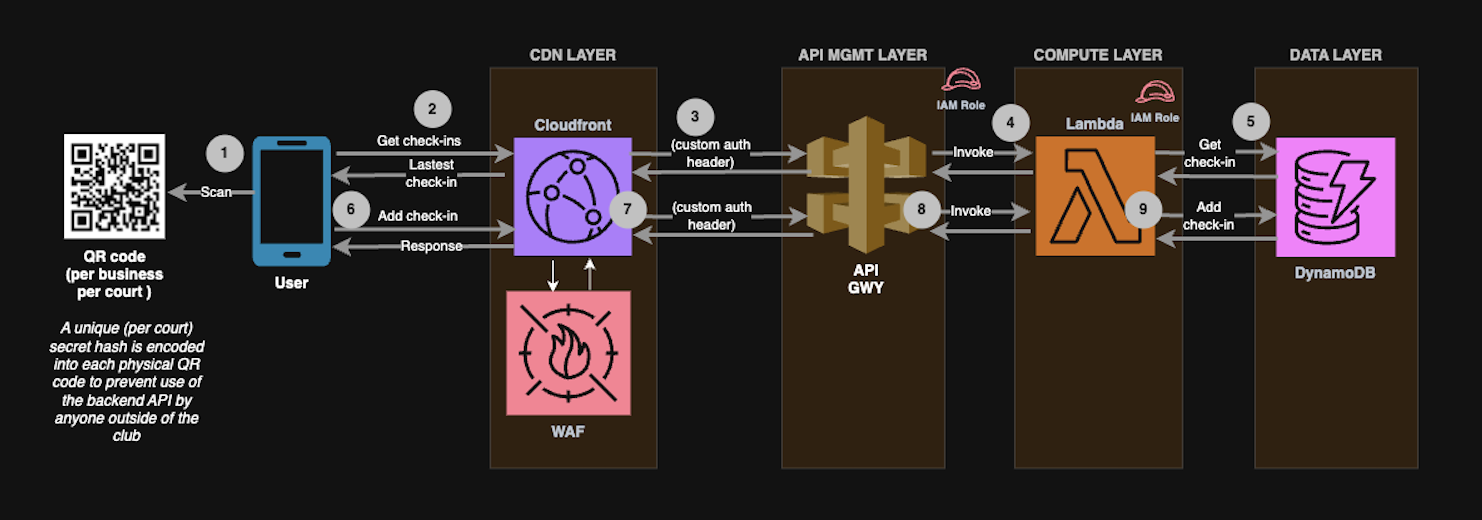 CDN LAYER
API MGMT LAYER
COMPUTE LAYER
DATA LAYER
IAM Role
IAM Role
1
2
3
4
5
Cloudfront
Lambda
Get check-ins
Lastest
check-in
(custom auth
header)
Invoke
Get
check-in
Scan
6
7
8
9
Add check-in
Response
(custom auth
header)
Invoke
Add
check-in
QR code
(per business
per court )
User
API
GWY
DynamoDB
A unique (per court)
secret hash is encoded
into each physical QR
code to prevent use of
the backend API by
anyone outside of the
club
WAF